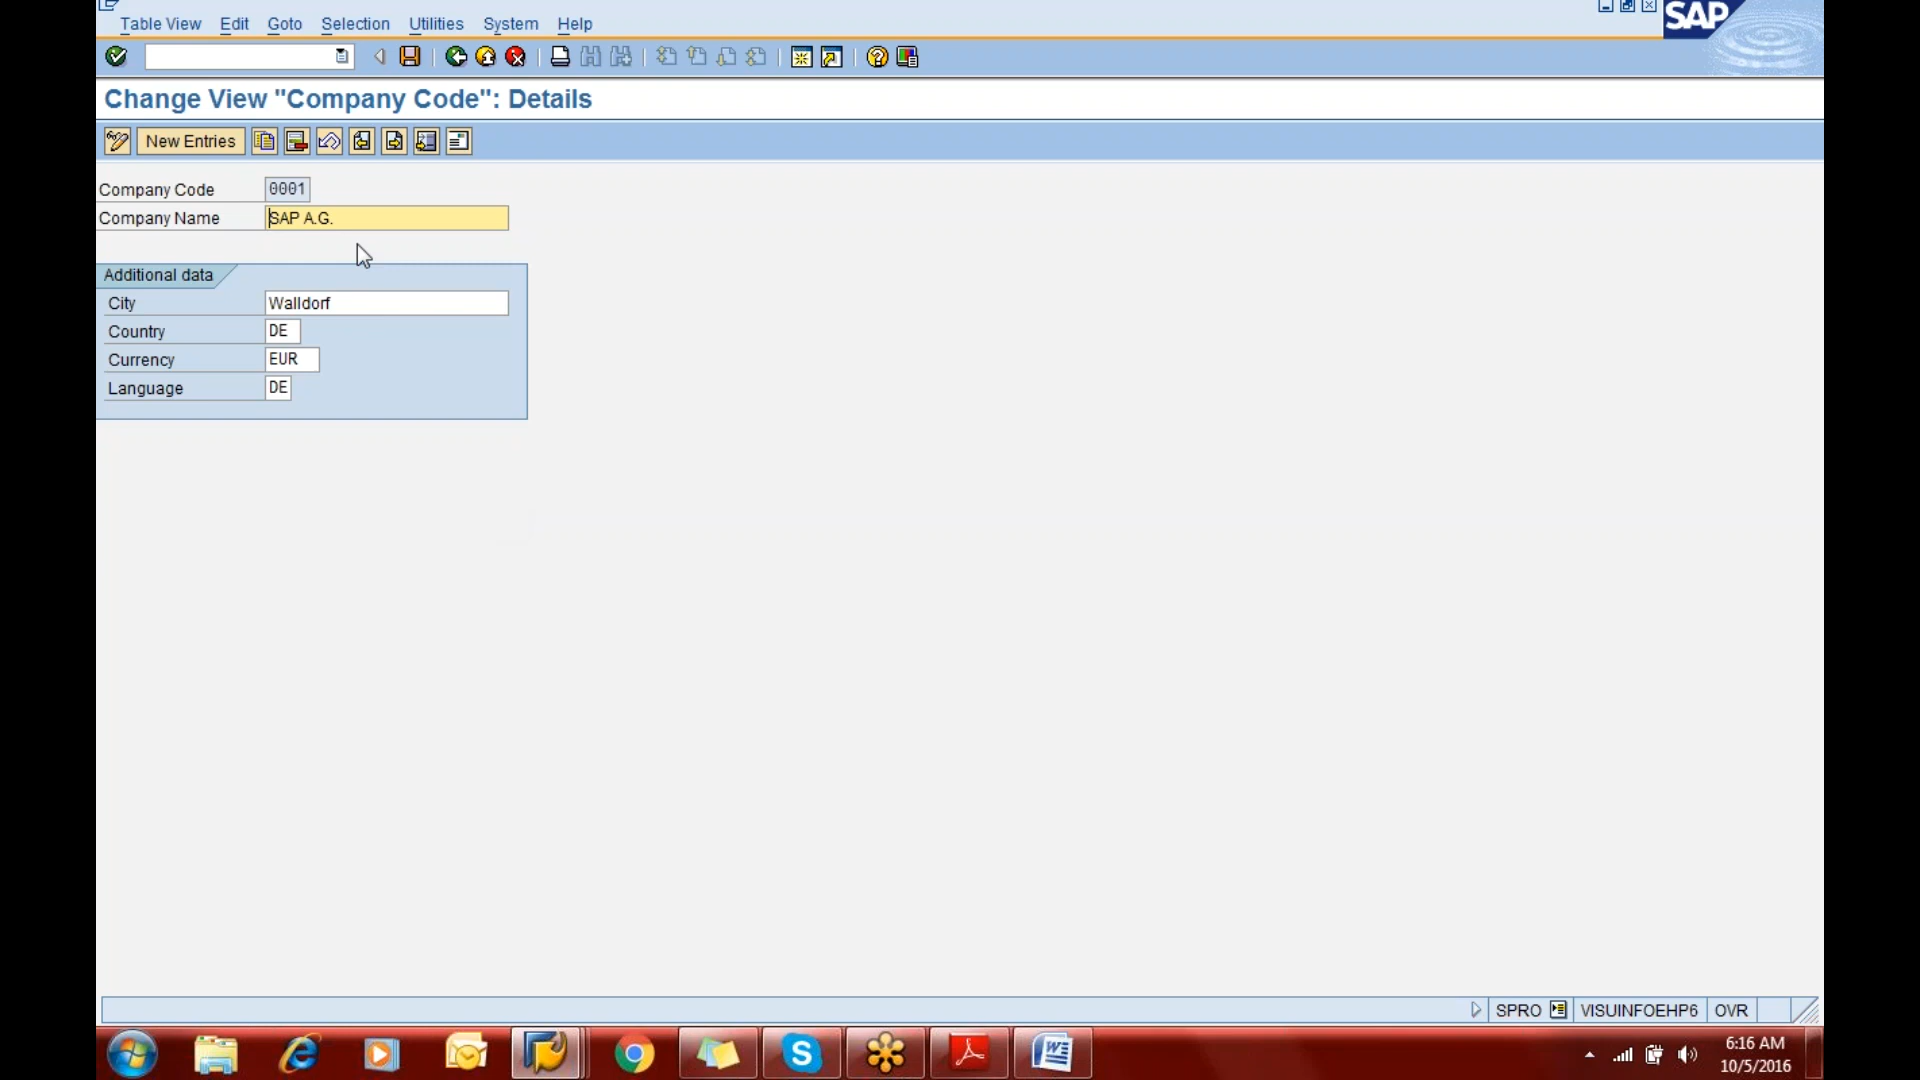 Table View Edit Goto Selection Utilities System Help
SAP
Change View "Company Code": Details
New Entries
Company Code 0001
Company Name SAP A.G.
Additional data
City Walldorf
Country DE
Currency EUR
Language DE
SPRO VISUINFOEHP6 OVR
6:16 AM
10/5/2016